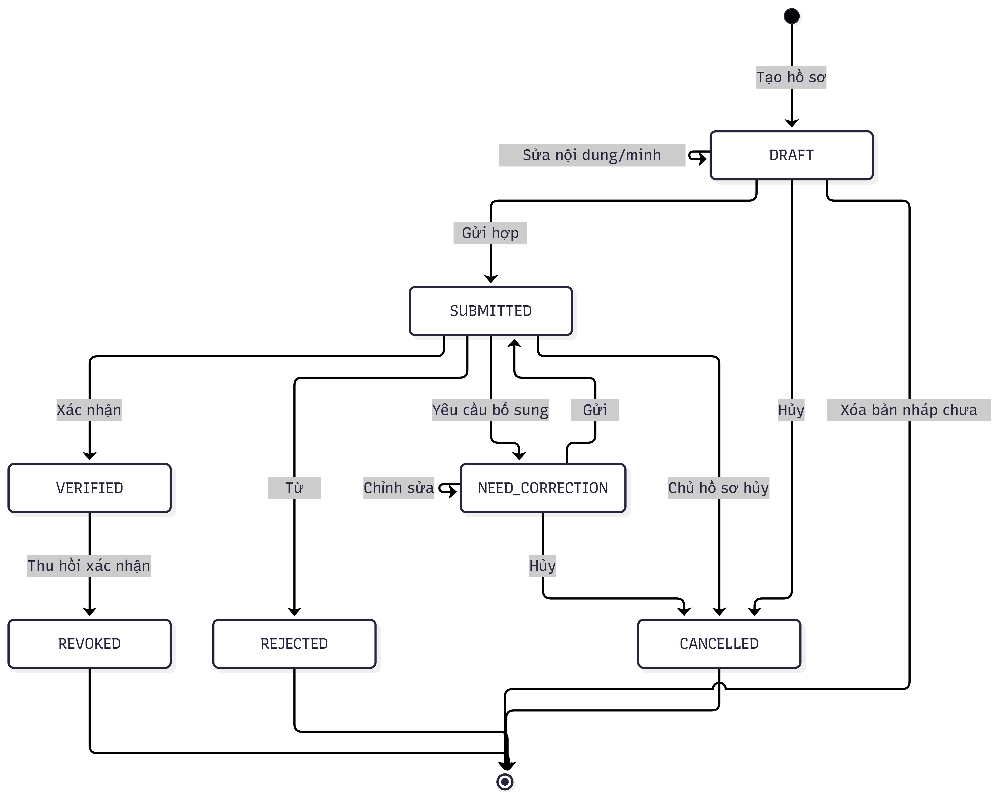 Tạo hồ sơ
DRAFT
Sửa nội dung/minh
Gửi hợp
SUBMITTED
Xác nhận
Yêu cầu bổ sung
Gửi
Hủy
Xóa bản nháp chưa
VERIFIED
Từ
Chỉnh sửa
NEED_CORRECTION
Chủ hồ sơ hủy
Thu hồi xác nhận
Hủy
REVOKED
REJECTED
CANCELLED